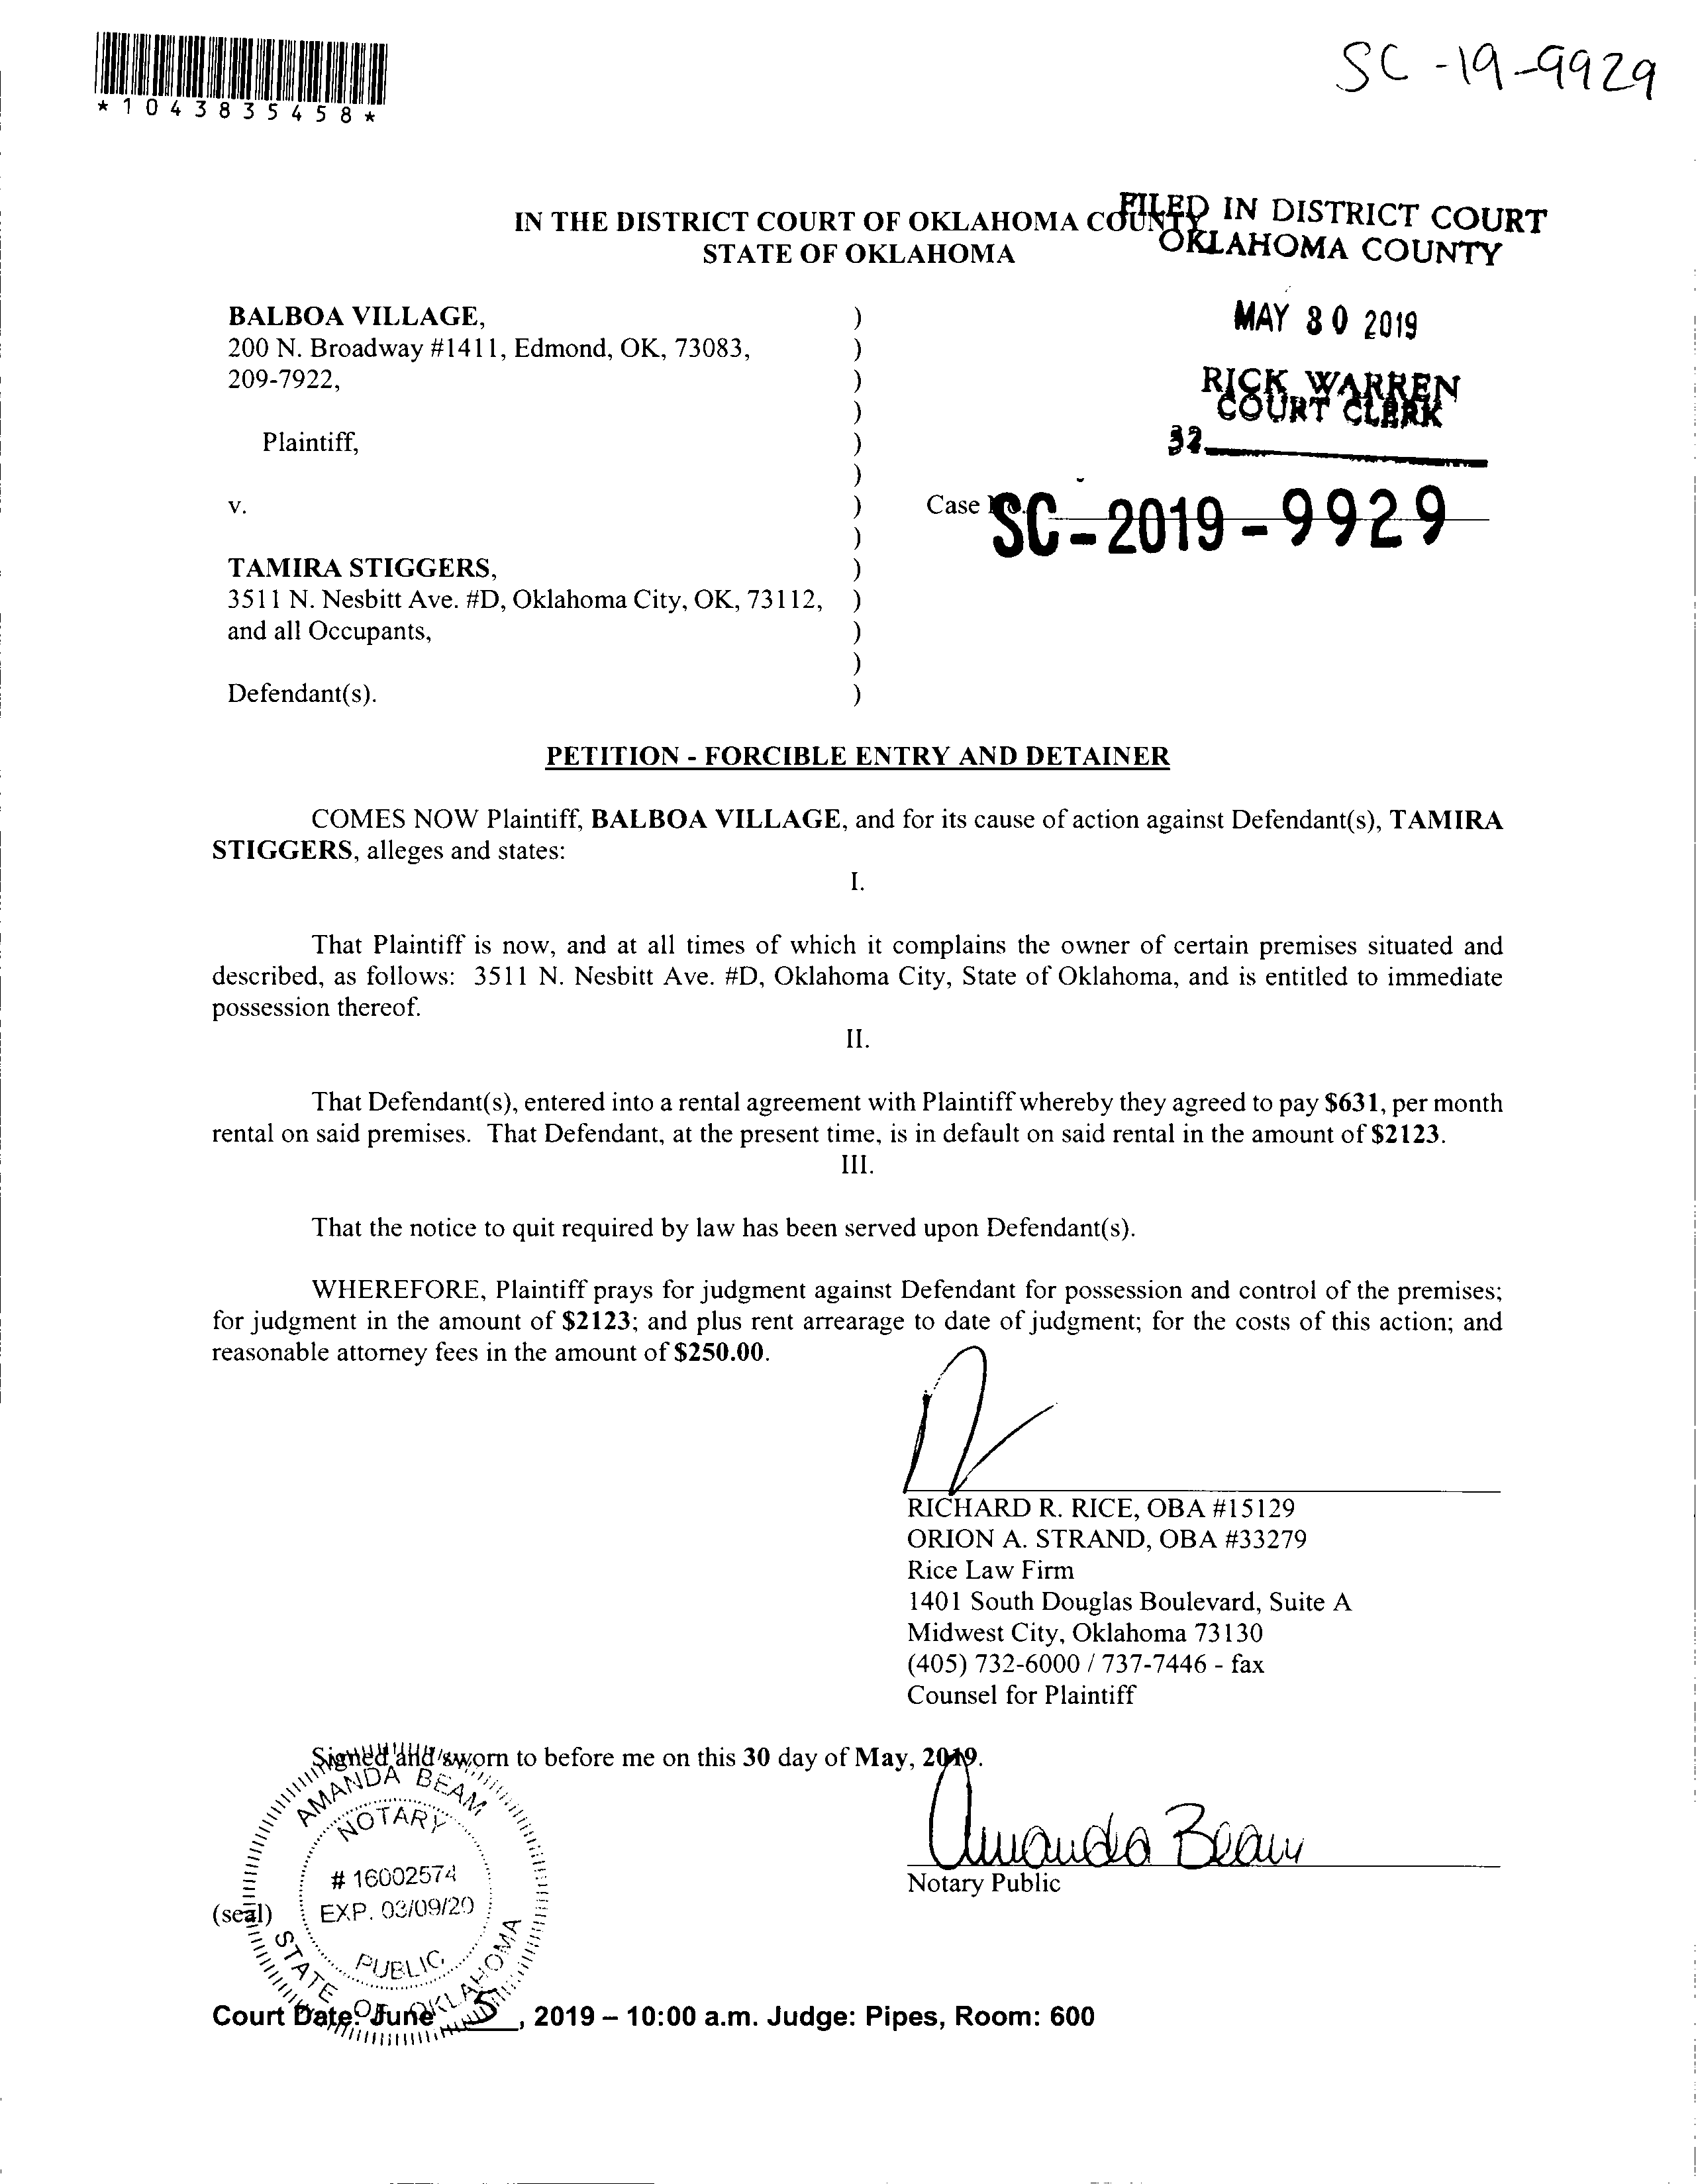 SC-19-9929
*1043835458*
FILED IN DISTRICT COURT
OKLAHOMA COUNTY
IN THE DISTRICT COURT OF OKLAHOMA COUNTY
STATE OF OKLAHOMA
MAY 30 2019
RICK WARREN
COURT CLERK
32
BALBOA VILLAGE, )
200 N. Broadway #1411, Edmond, OK, 73083, )
209-7922, )
)
Plaintiff, )
)
v. ) Case No. SC-2019-9929
)
TAMIRA STIGGERS, )
3511 N. Nesbitt Ave. #D, Oklahoma City, OK, 73112, )
and all Occupants, )
)
Defendant(s). )
PETITION - FORCIBLE ENTRY AND DETAINER
COMES NOW Plaintiff, BALBOA VILLAGE, and for its cause of action against Defendant(s), TAMIRA
STIGGERS, alleges and states:
I.
That Plaintiff is now, and at all times of which it complains the owner of certain premises situated and
described, as follows: 3511 N. Nesbitt Ave. #D, Oklahoma City, State of Oklahoma, and is entitled to immediate
possession thereof.
II.
That Defendant(s), entered into a rental agreement with Plaintiff whereby they agreed to pay $631, per month
rental on said premises. That Defendant, at the present time, is in default on said rental in the amount of $2123.
III.
That the notice to quit required by law has been served upon Defendant(s).
WHEREFORE, Plaintiff prays for judgment against Defendant for possession and control of the premises;
for judgment in the amount of $2123; and plus rent arrearage to date of judgment; for the costs of this action; and
reasonable attorney fees in the amount of $250.00.
RICHARD R. RICE, OBA #15129
ORION A. STRAND, OBA #33279
Rice Law Firm
1401 South Douglas Boulevard, Suite A
Midwest City, Oklahoma 73130
(405) 732-6000 / 737-7446 - fax
Counsel for Plaintiff
Signed and sworn to before me on this 30 day of May, 2019.
AMANDA BEAM
NOTARY
# 16002574
EXP. 03/09/20
PUBLIC
STATE OF OKLAHOMA
Amanda Beam
Notary Public
(seal)
Court Date: June 5, 2019 – 10:00 a.m. Judge: Pipes, Room: 600